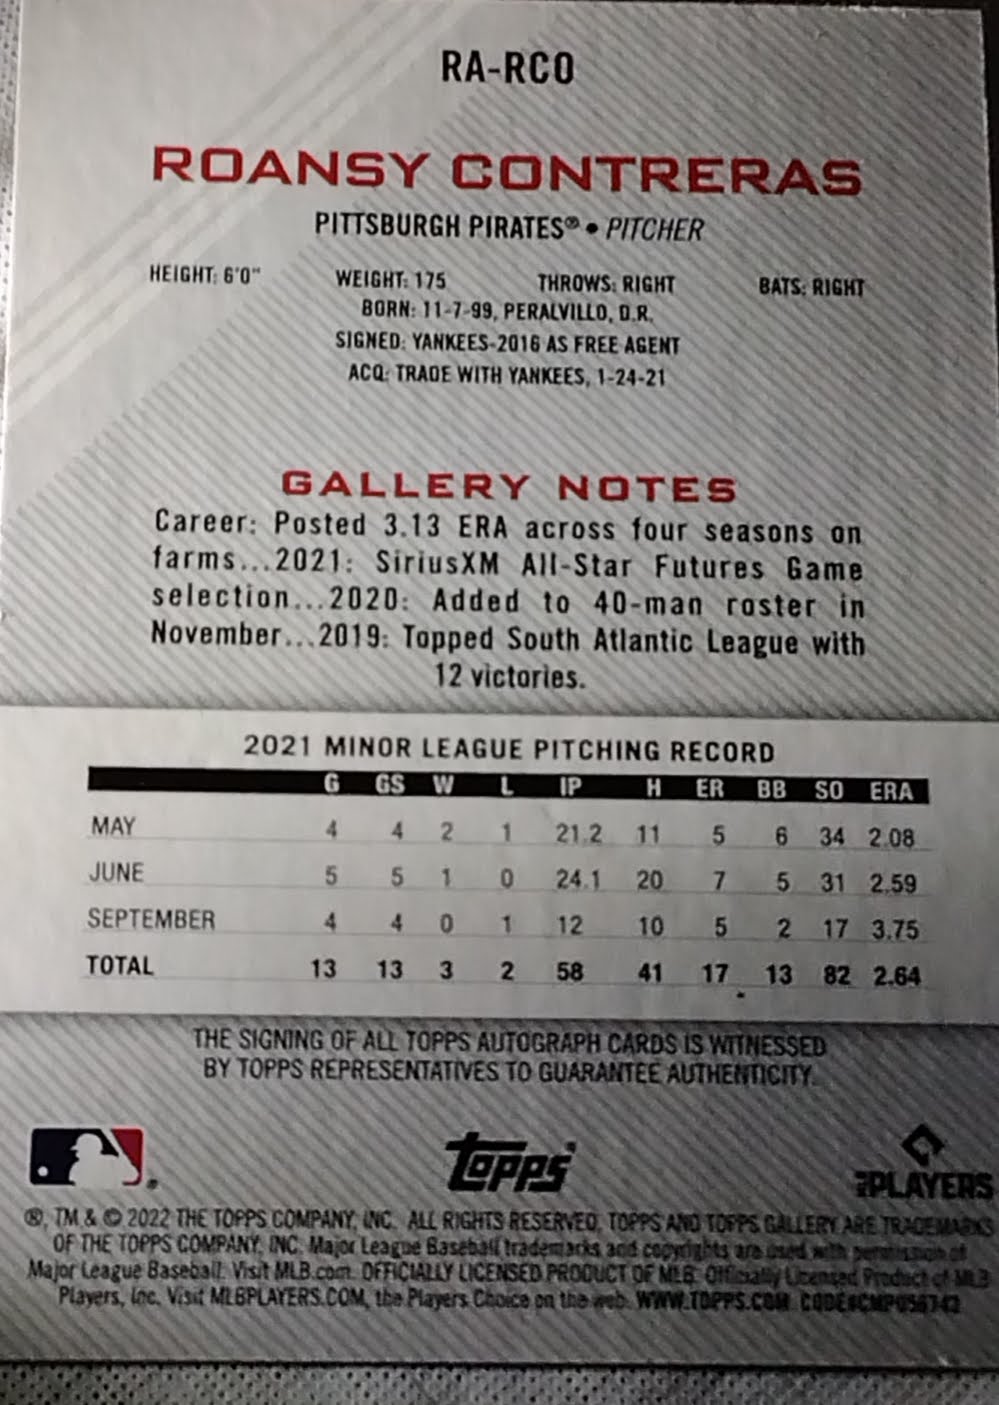 RA-RCO
ROANSY CONTRERAS
PITTSBURGH PIRATES® • PITCHER
HEIGHT: 6'0" WEIGHT: 175 THROWS: RIGHT BATS: RIGHT
BORN: 11-7-99, PERALVILLO, D.R.
SIGNED: YANKEES-2016 AS FREE AGENT
ACQ: TRADE WITH YANKEES, 1-24-21
GALLERY NOTES
Career: Posted 3.13 ERA across four seasons on
farms...2021: SiriusXM All-Star Futures Game
selection...2020: Added to 40-man roster in
November...2019: Topped South Atlantic League with
12 victories.
2021 MINOR LEAGUE PITCHING RECORD
G GS W L IP H ER BB SO ERA
MAY 4 4 2 1 21.2 11 5 6 34 2.08
JUNE 5 5 1 0 24.1 20 7 5 31 2.59
SEPTEMBER 4 4 0 1 12 10 5 2 17 3.75
TOTAL 13 13 3 2 58 41 17 13 82 2.64
THE SIGNING OF ALL TOPPS AUTOGRAPH CARDS IS WITNESSED
BY TOPPS REPRESENTATIVES TO GUARANTEE AUTHENTICITY.
topps
PLAYERS
®, TM & © 2022 THE TOPPS COMPANY, INC. ALL RIGHTS RESERVED. TOPPS AND TOPPS GALLERY ARE TRADEMARKS
OF THE TOPPS COMPANY, INC. Major League Baseball trademarks and copyrights are used with permission of
Major League Baseball. Visit MLB.com. OFFICIALLY LICENSED PRODUCT OF MLB. Officially Licensed Product of MLB
Players, Inc. Visit MLBPLAYERS.COM, the Players Choice on the web. WWW.TOPPS.COM